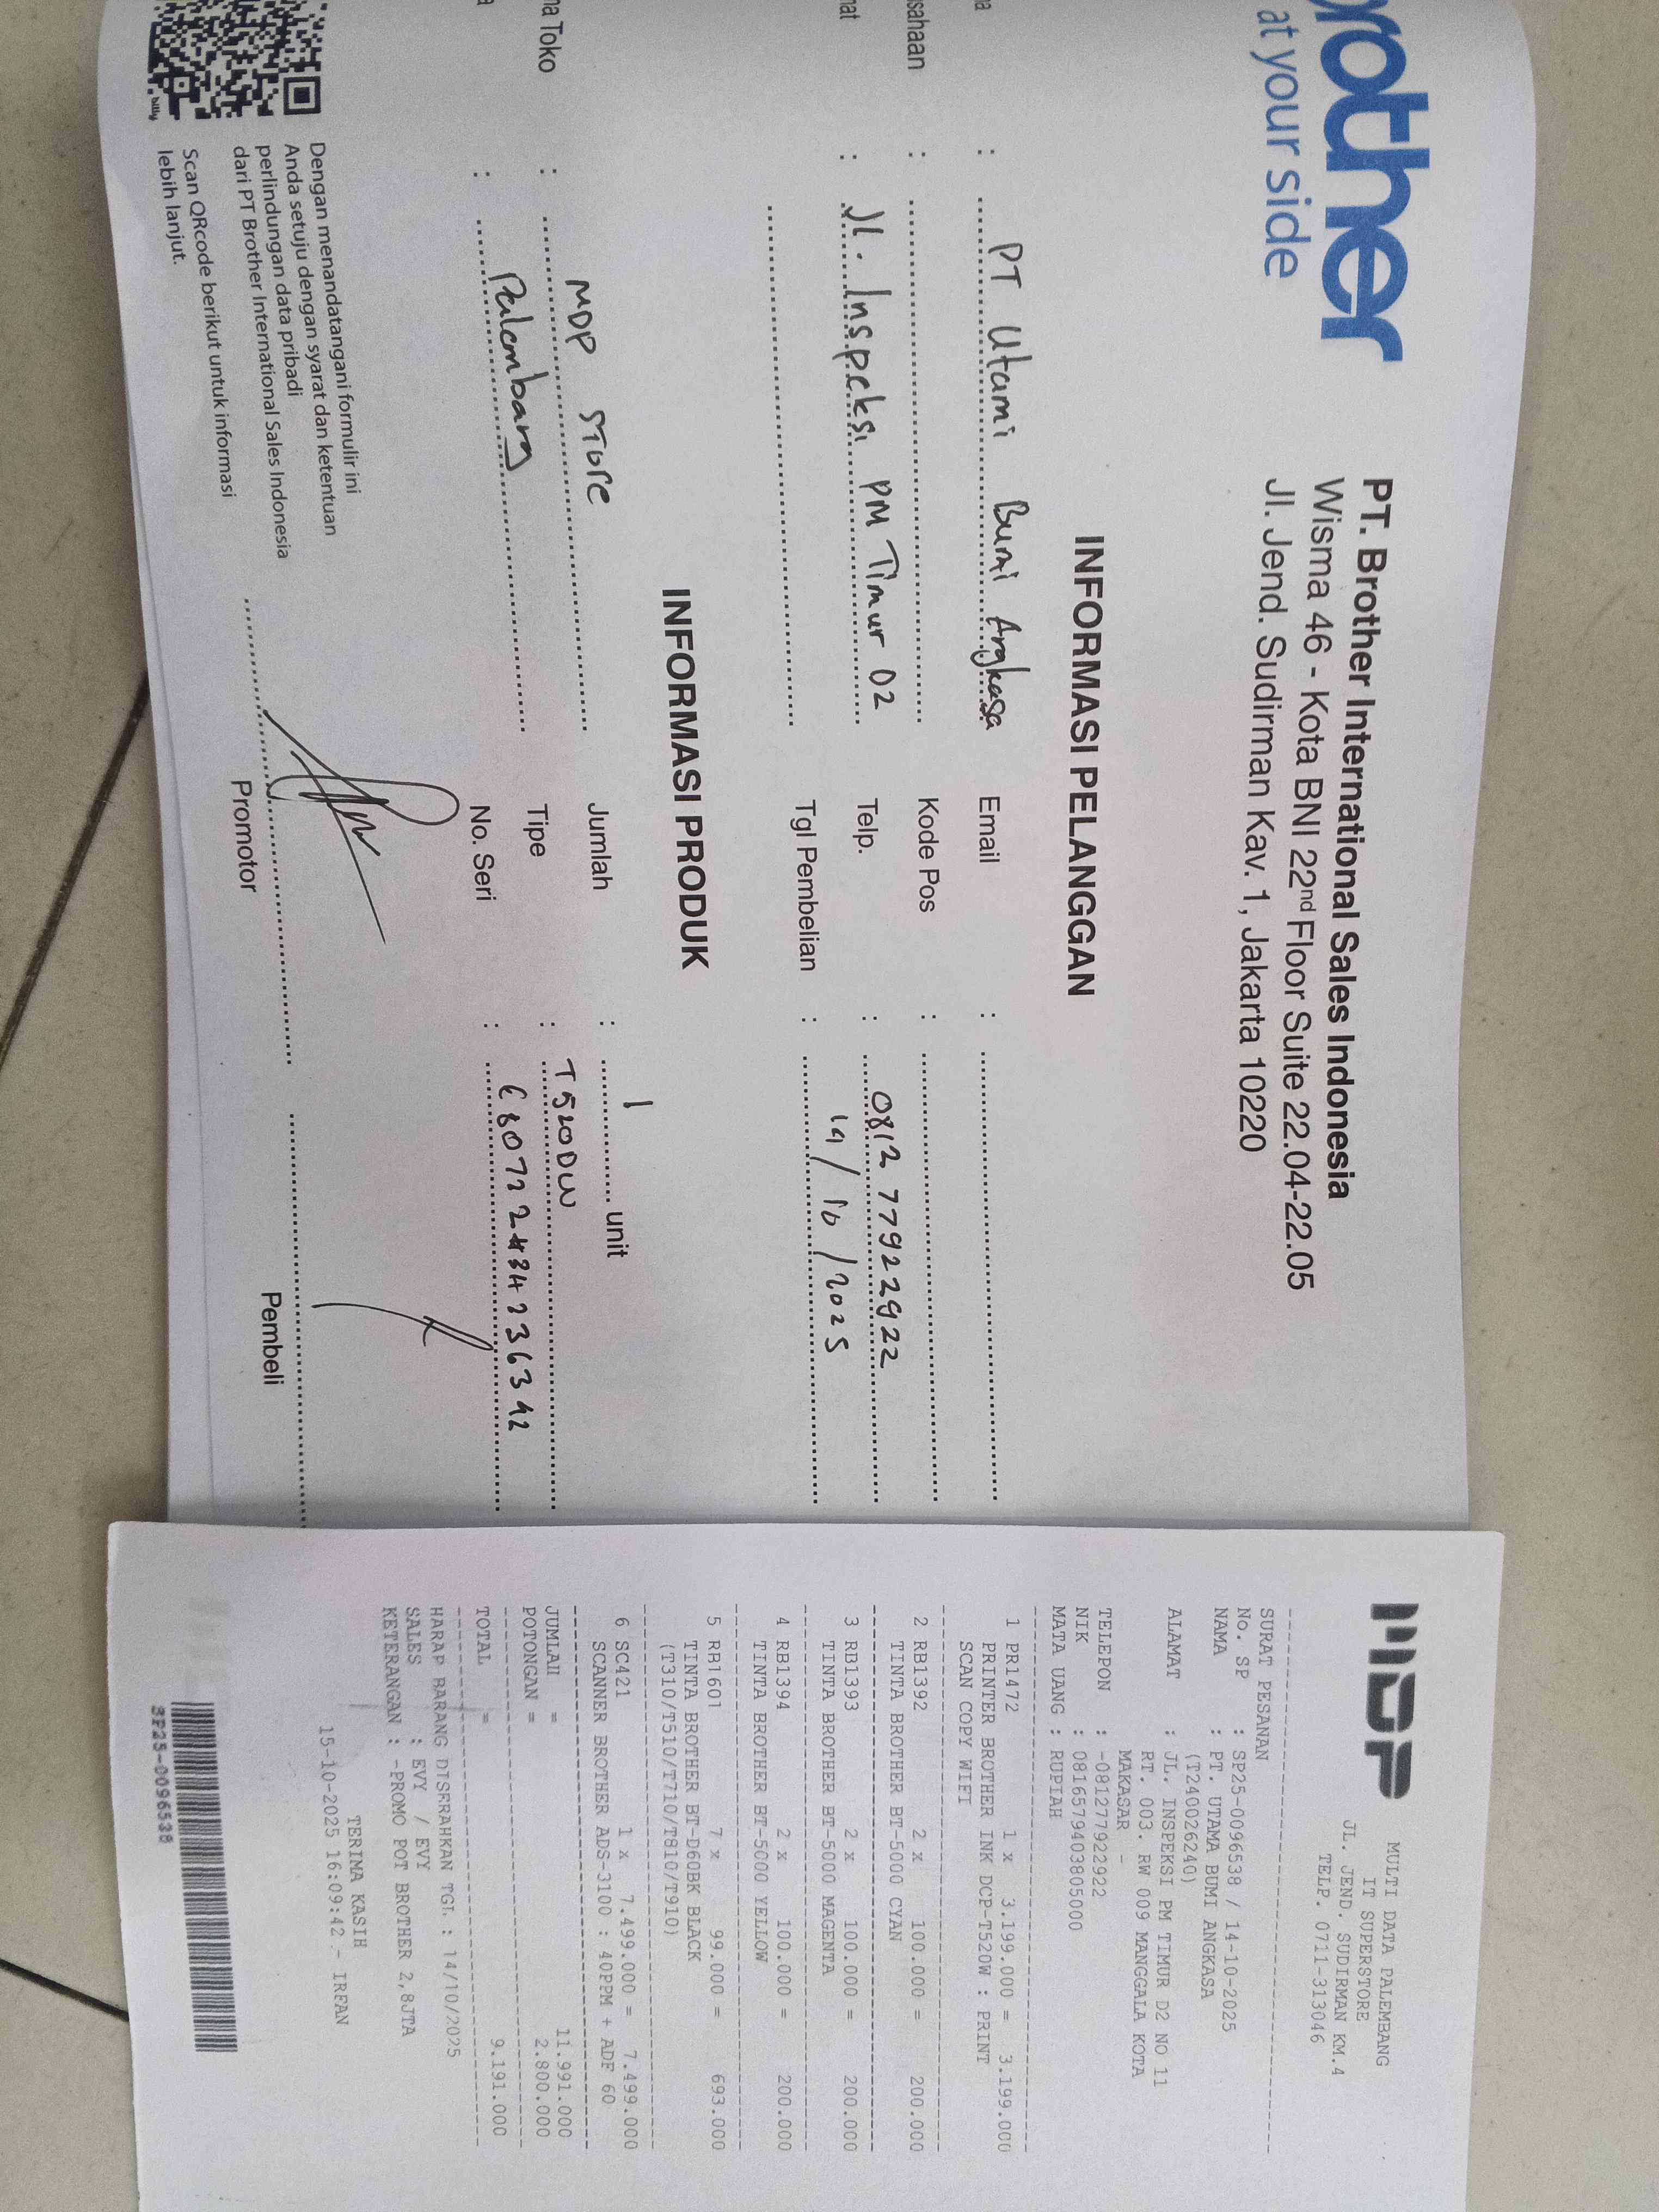 brother
at your side
PT. Brother International Sales Indonesia
Wisma 46 - Kota BNI 22nd Floor Suite 22.04-22.05
Jl. Jend. Sudirman Kav. 1, Jakarta 10220
INFORMASI PELANGGAN
: PT Utami Bumi Angkasa Email :
sahaan : Kode Pos :
: JL. Inspeksi PM Timur 02 Telp. : 0812 77922922
Tgl Pembelian : 14/10/2025
INFORMASI PRODUK
Jumlah : 1 unit
a Toko : MDP Store Tipe : T520DW
: Palembang No. Seri :
Dengan menandatangani formulir ini
Anda setuju dengan syarat dan ketentuan
perlindungan data pribadi
dari PT Brother International Sales Indonesia
Scan QRcode berikut untuk informasi
lebih lanjut.
Promotor Pembeli
MDP
MULTI DATA PALEMBANG
IT SUPERSTORE
JL. JEND. SUDIRMAN KM.4
TELP. 0711-313046
SURAT PESANAN
No. SP : SP25-0096538 / 14-10-2025
NAMA : PT. UTAMA BUMI ANGKASA
(T240026240)
ALAMAT : JL. INSPEKSI PM TIMUR D2 NO 11
RT. 003. RW 009 MANGGALA KOTA
MAKASAR -
TELEPON : -081277922922
NIK : 0816579403805000
MATA UANG : RUPIAH
1 PR1472 1 x 3.199.000 = 3.199.000
PRINTER BROTHER INK DCP-T520W : PRINT
SCAN COPY WIFI
2 RB1392 2 x 100.000 = 200.000
TINTA BROTHER BT-5000 CYAN
3 RB1393 2 x 100.000 = 200.000
TINTA BROTHER BT-5000 MAGENTA
4 RB1394 2 x 100.000 = 200.000
TINTA BROTHER BT-5000 YELLOW
5 RB1601 7 x 99.000 = 693.000
TINTA BROTHER BT-D60BK BLACK
(T310/T510/T710/T810/T910)
6 SC421 1 x 7.499.000 = 7.499.000
SCANNER BROTHER ADS-3100 : 40PPM + ADF 60
JUMLAH = 11.991.000
POTONGAN = 2.800.000
TOTAL = 9.191.000
HARAP BARANG DISERAHKAN TGL : 14/10/2025
SALES : EVY / EVY
KETERANGAN : -PROMO POT BROTHER 2,8JTA
TERIMA KASIH
15-10-2025 16:09:42 - IRFAN
SP25-0096538